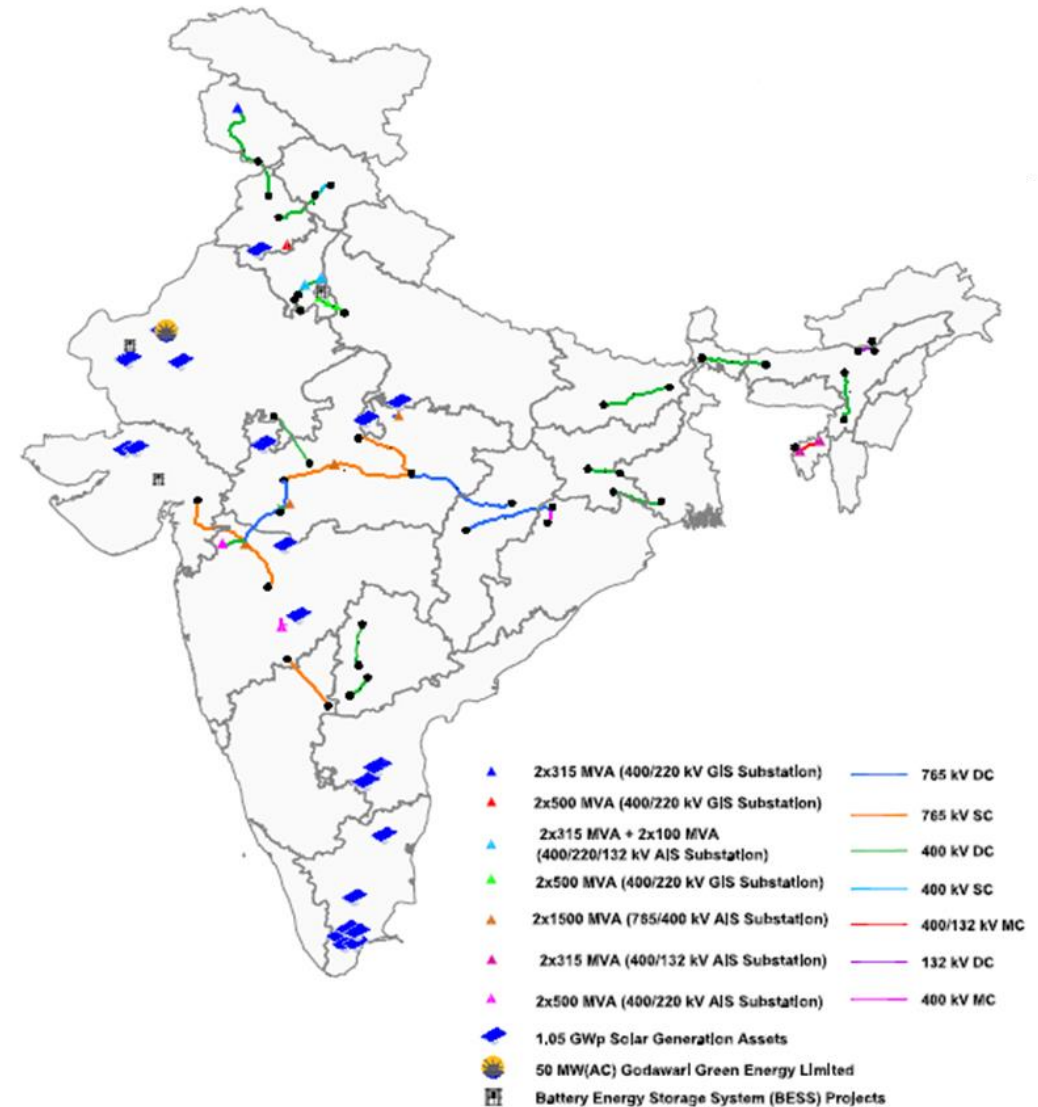 2x315 MVA (400/220 kV GIS Substation)
2x500 MVA (400/220 kV GIS Substation)
2x315 MVA + 2x100 MVA
(400/220/132 kV AIS Substation)
2x500 MVA (400/220 kV GIS Substation)
2x1500 MVA (765/400 kV AIS Substation)
2x315 MVA (400/132 kV AIS Substation)
2x500 MVA (400/220 kV AIS Substation)
1.05 GWp Solar Generation Assets
50 MW(AC) Godawari Green Energy Limited
Battery Energy Storage System (BESS) Projects
765 kV DC
765 kV SC
400 kV DC
400 kV SC
400/132 kV MC
132 kV DC
400 kV MC